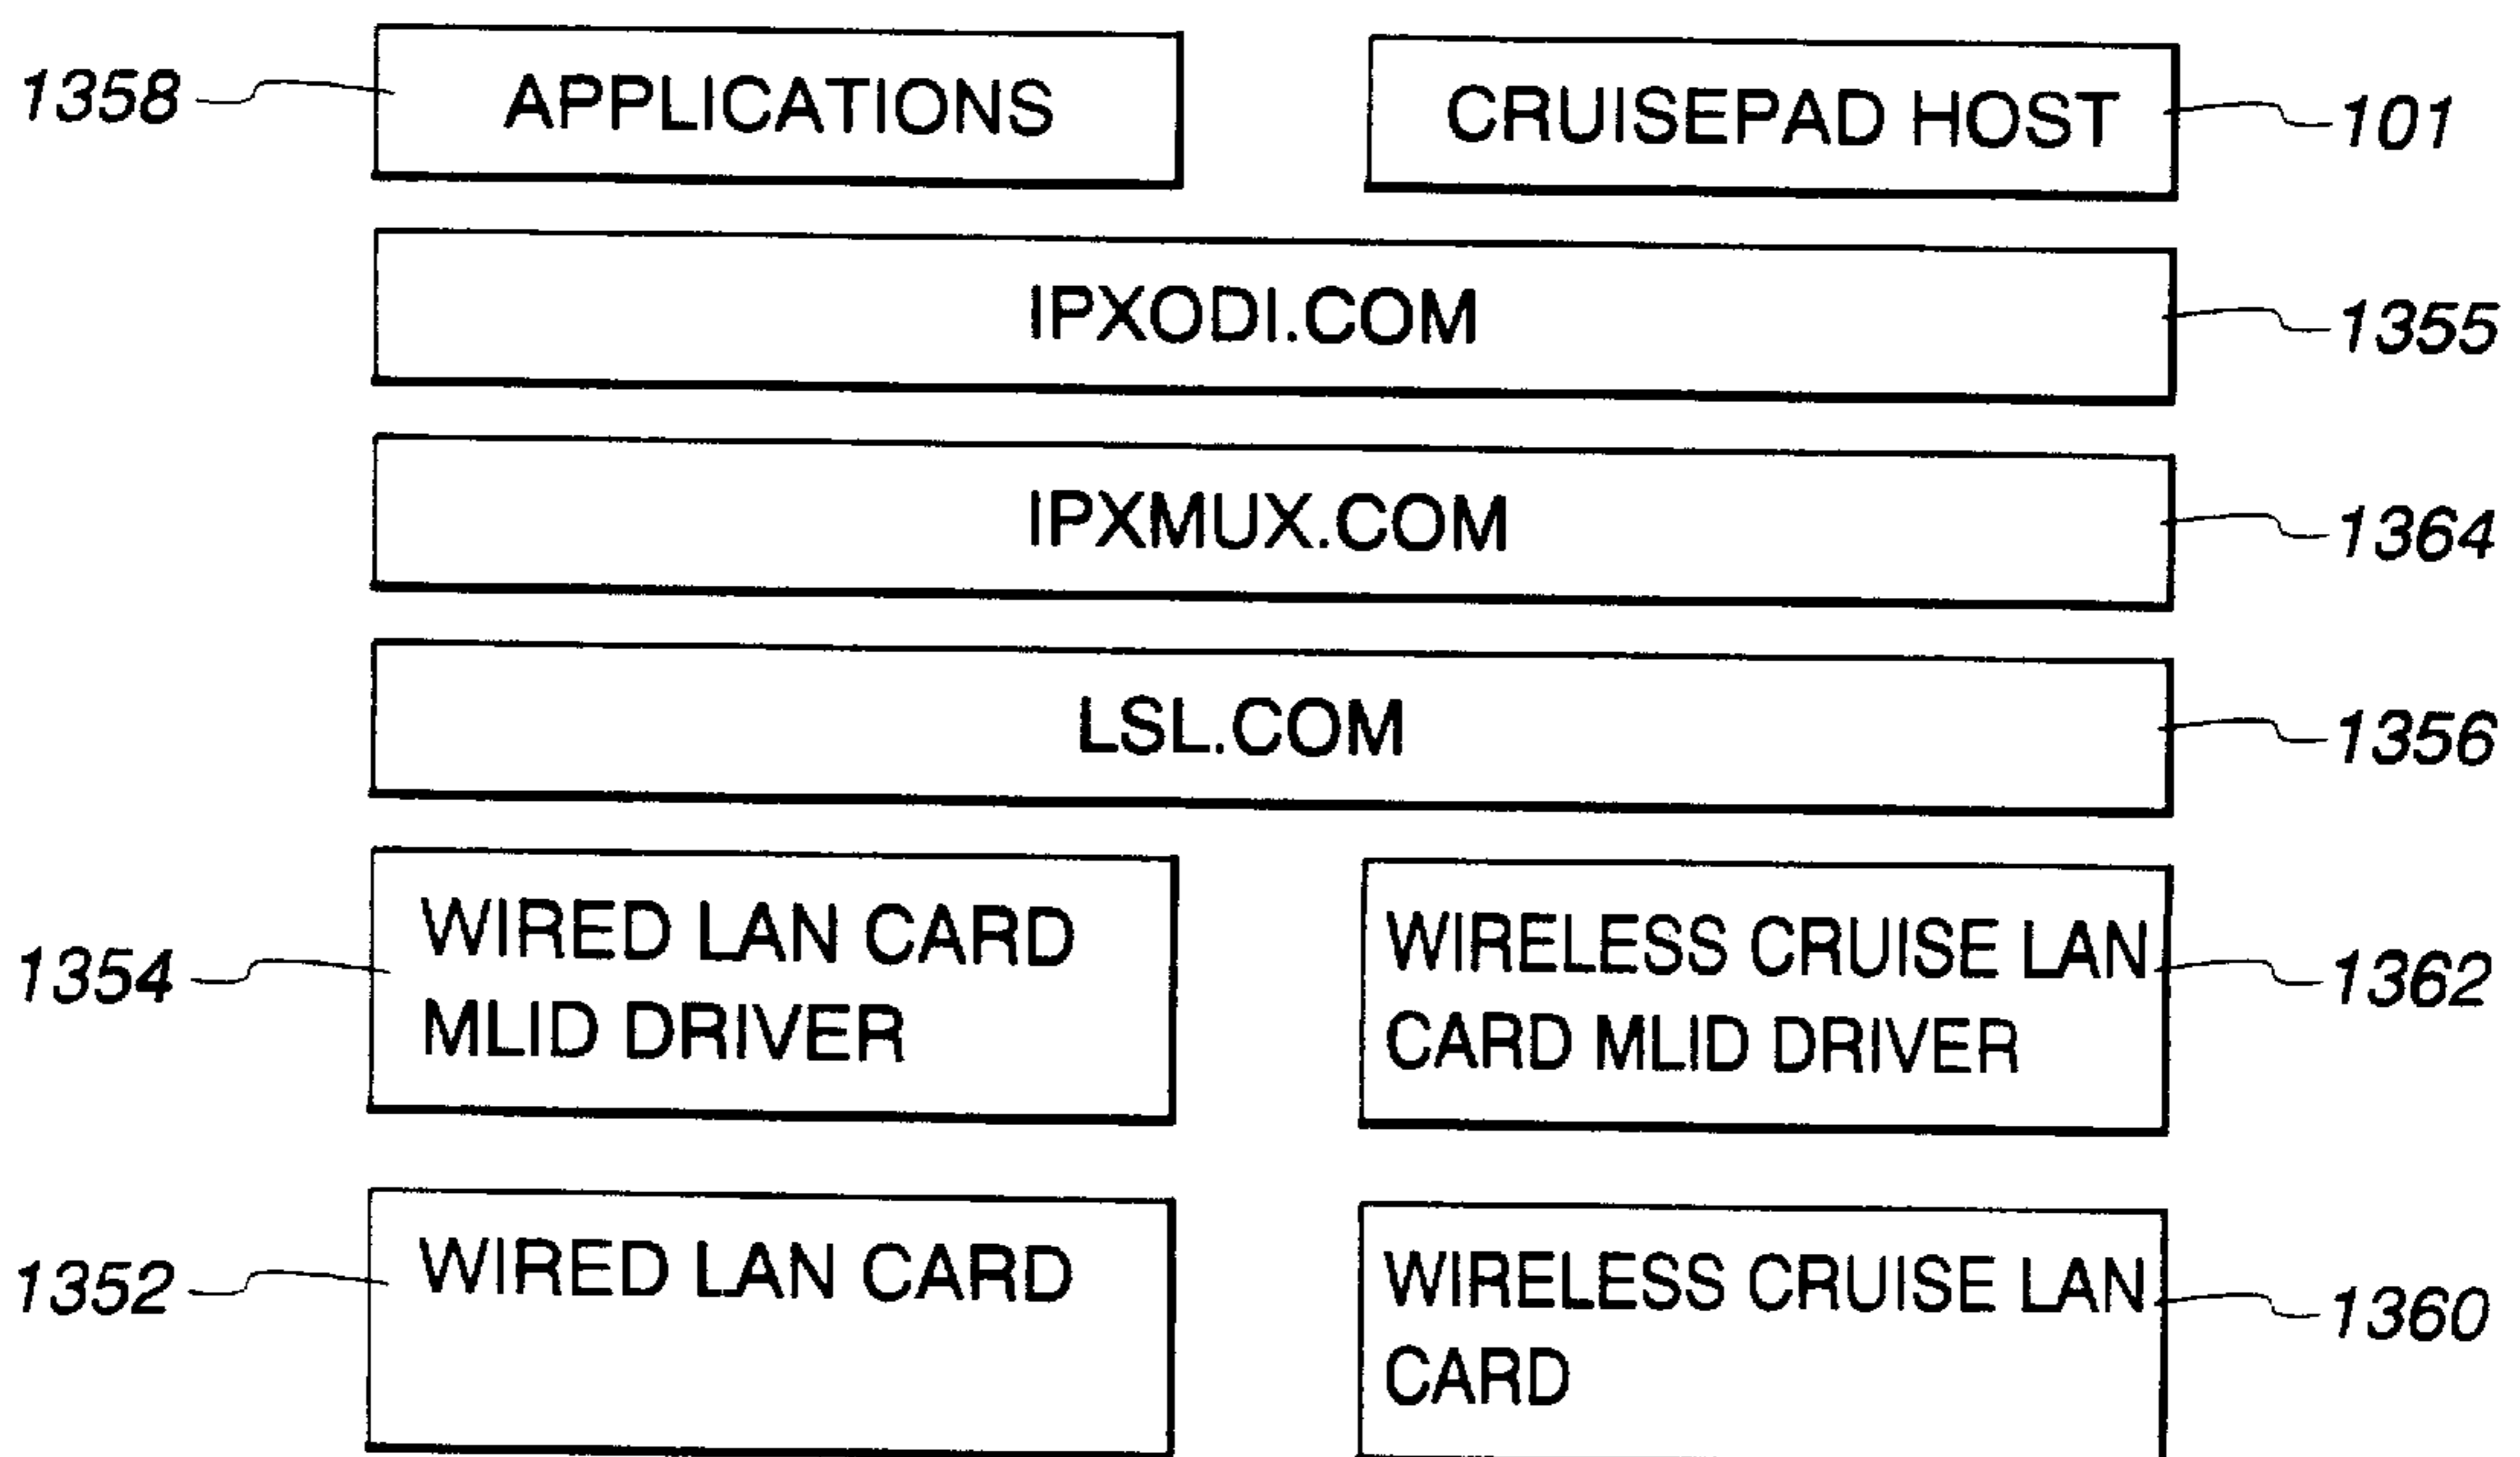 1358
APPLICATIONS
CRUISEPAD HOST
101
IPXODI.COM
1355
IPXMUX.COM
1364
LSL.COM
1356
1354
WIRED LAN CARD
MLID DRIVER
WIRELESS CRUISE LAN
CARD MLID DRIVER
1362
1352
WIRED LAN CARD
WIRELESS CRUISE LAN
CARD
1360